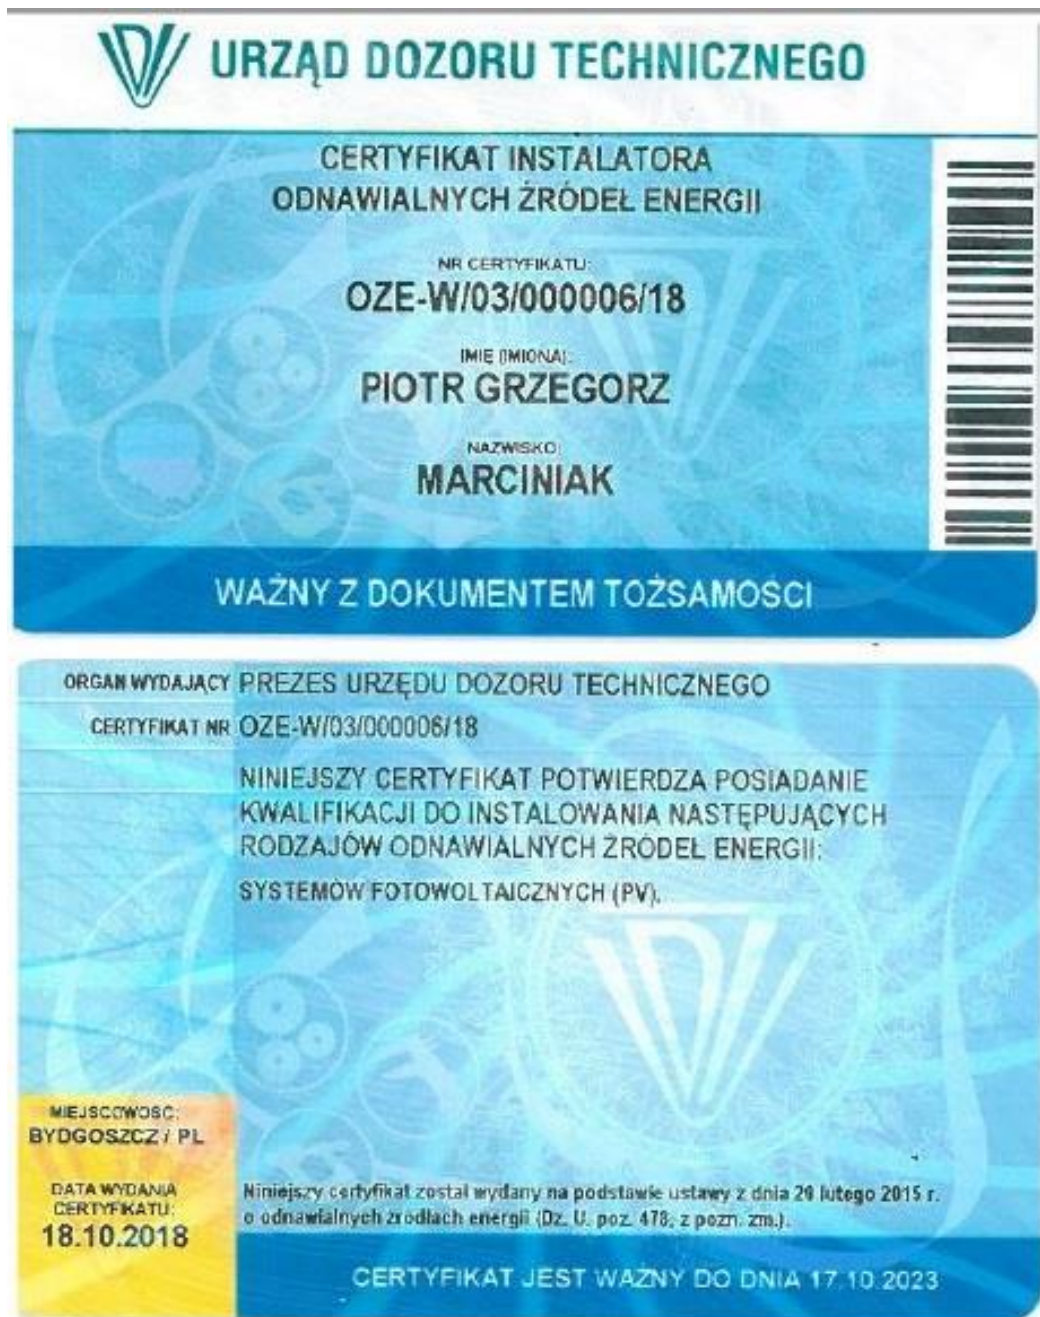 URZĄD DOZORU TECHNICZNEGO
CERTYFIKAT INSTALATORA
ODNAWIALNYCH ŹRÓDEŁ ENERGII
NR CERTYFIKATU:
OZE-W/03/000006/18
IMIĘ (IMIONA):
PIOTR GRZEGORZ
NAZWISKO:
MARCINIAK
WAŻNY Z DOKUMENTEM TOŻSAMOŚCI
ORGAN WYDAJĄCY PREZES URZĘDU DOZORU TECHNICZNEGO
CERTYFIKAT NR OZE-W/03/000006/18
NINIEJSZY CERTYFIKAT POTWIERDZA POSIADANIE
KWALIFIKACJI DO INSTALOWANIA NASTĘPUJĄCYCH
RODZAJÓW ODNAWIALNYCH ŹRÓDEŁ ENERGII:
SYSTEMÓW FOTOWOLTAICZNYCH (PV).
MIEJSCOWOŚĆ:
BYDGOSZCZ / PL
DATA WYDANIA
CERTYFIKATU:
18.10.2018
Niniejszy certyfikat został wydany na podstawie ustawy z dnia 20 lutego 2015 r.
o odnawialnych źródłach energii (Dz. U. poz. 478, z pozn. zm.).
CERTYFIKAT JEST WAŻNY DO DNIA 17.10.2023